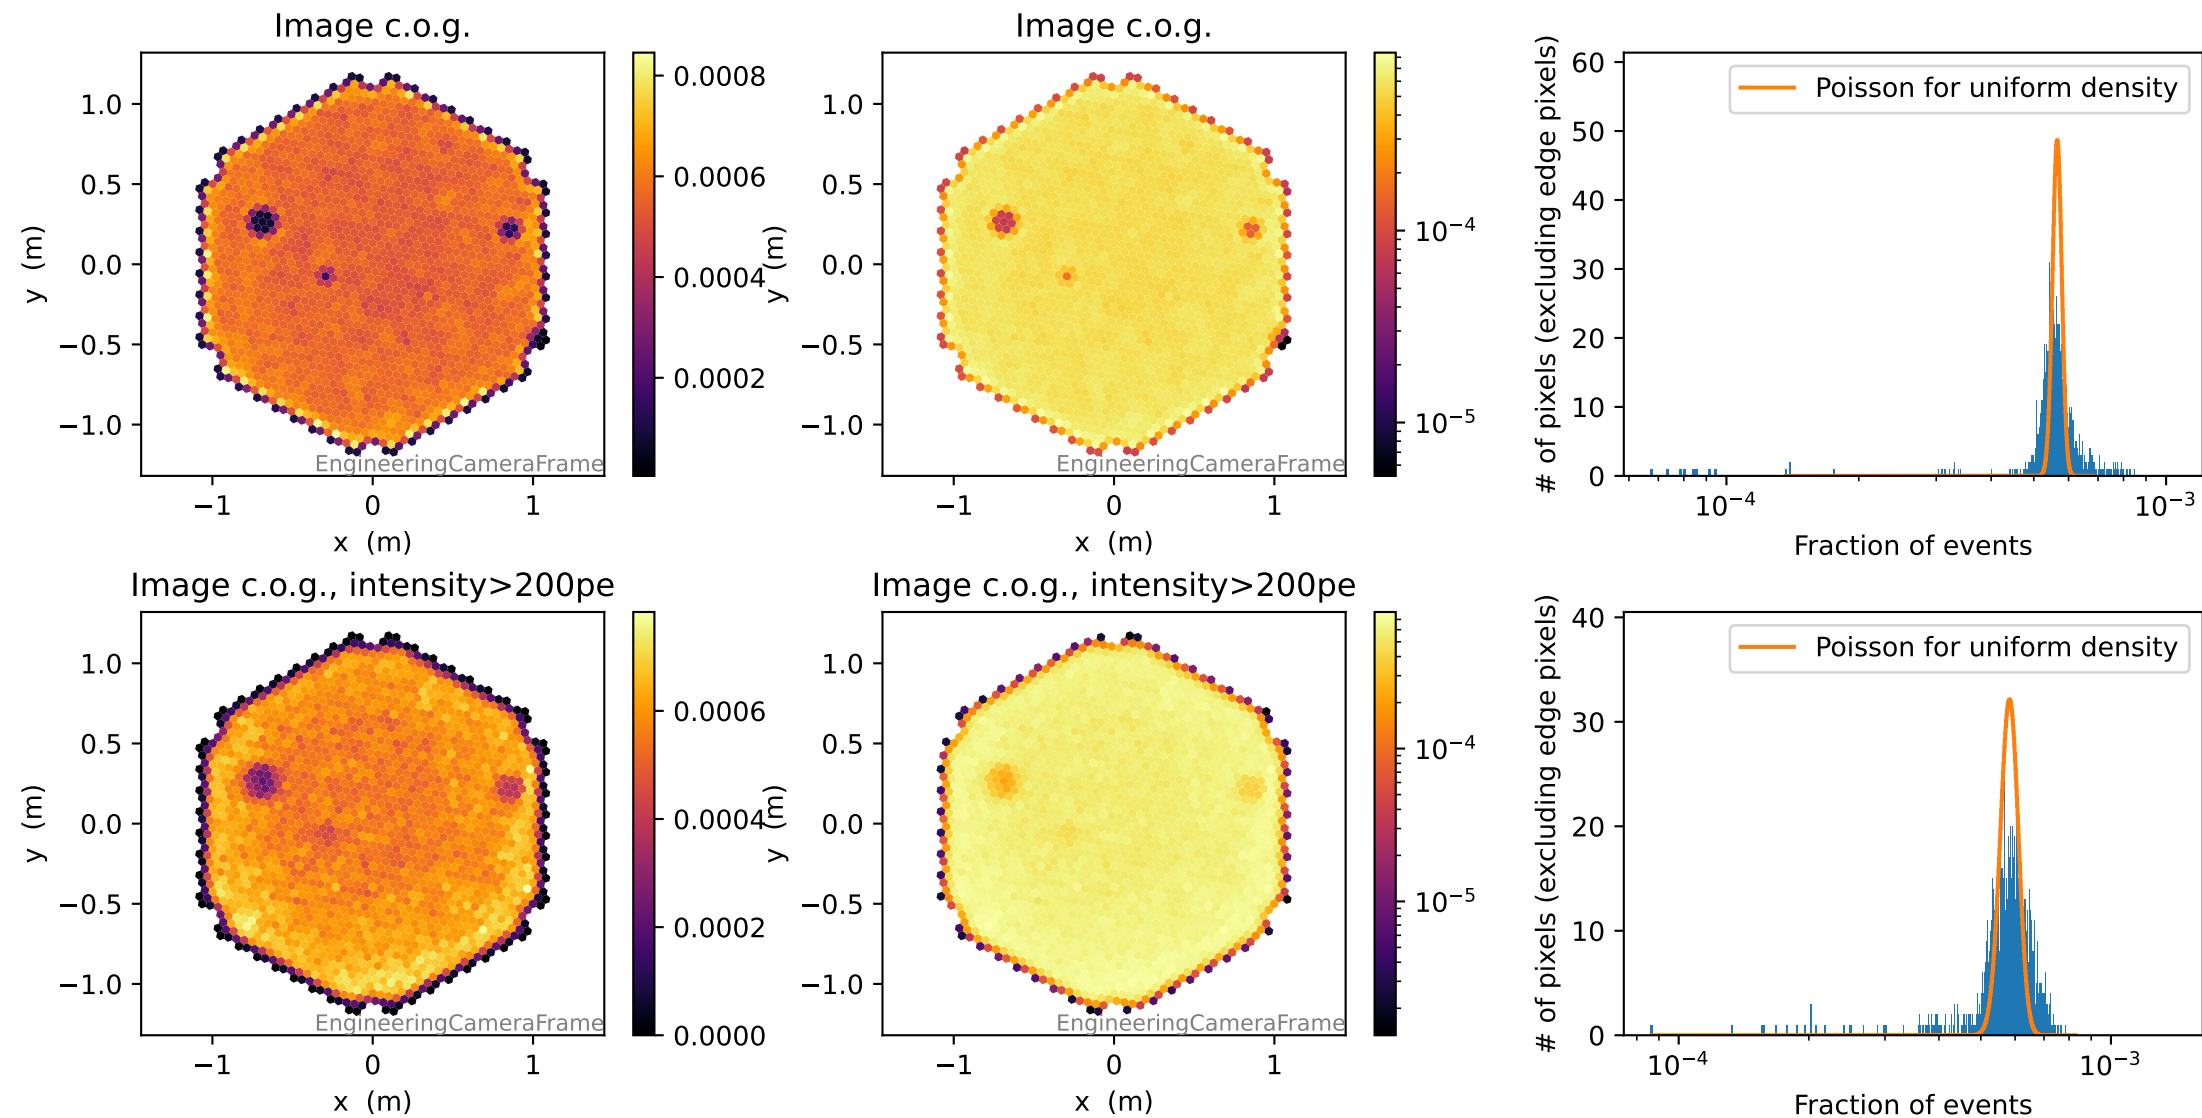 Image c.o.g.
y (m)
1.0
0.5
0.0
−0.5
−1.0
−1 0 1
x (m)
EngineeringCameraFrame
0.0008
0.0006
0.0004
0.0002
Image c.o.g.
y (m)
1.0
0.5
0.0
−0.5
−1.0
−1 0 1
x (m)
EngineeringCameraFrame
10⁻⁴
10⁻⁵
# of pixels (excluding edge pixels)
60
50
40
30
20
10
0
Poisson for uniform density
10⁻⁴ 10⁻³
Fraction of events
Image c.o.g., intensity>200pe
y (m)
1.0
0.5
0.0
−0.5
−1.0
−1 0 1
x (m)
EngineeringCameraFrame
0.0006
0.0004
0.0002
0.0000
Image c.o.g., intensity>200pe
y (m)
1.0
0.5
0.0
−0.5
−1.0
−1 0 1
x (m)
EngineeringCameraFrame
10⁻⁴
10⁻⁵
# of pixels (excluding edge pixels)
40
30
20
10
0
Poisson for uniform density
10⁻⁴ 10⁻³
Fraction of events